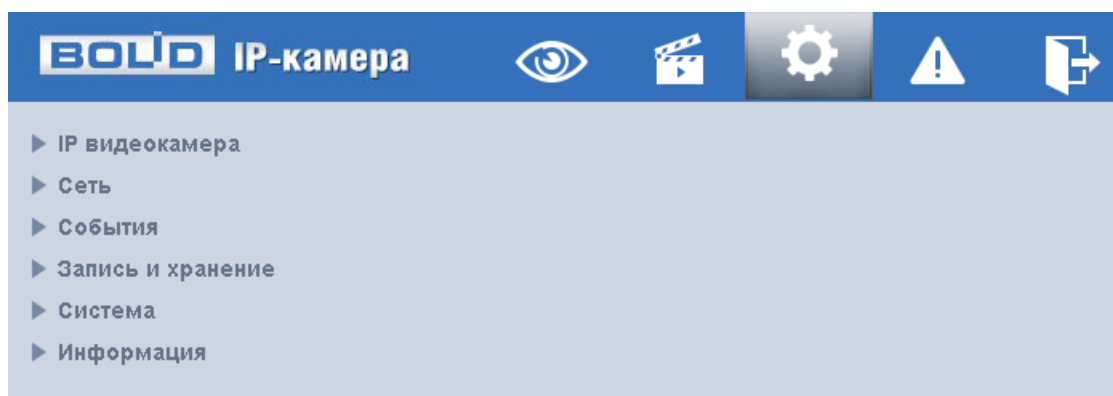 BOLID IP-камера
IP видеокамера
Сеть
События
Запись и хранение
Система
Информация